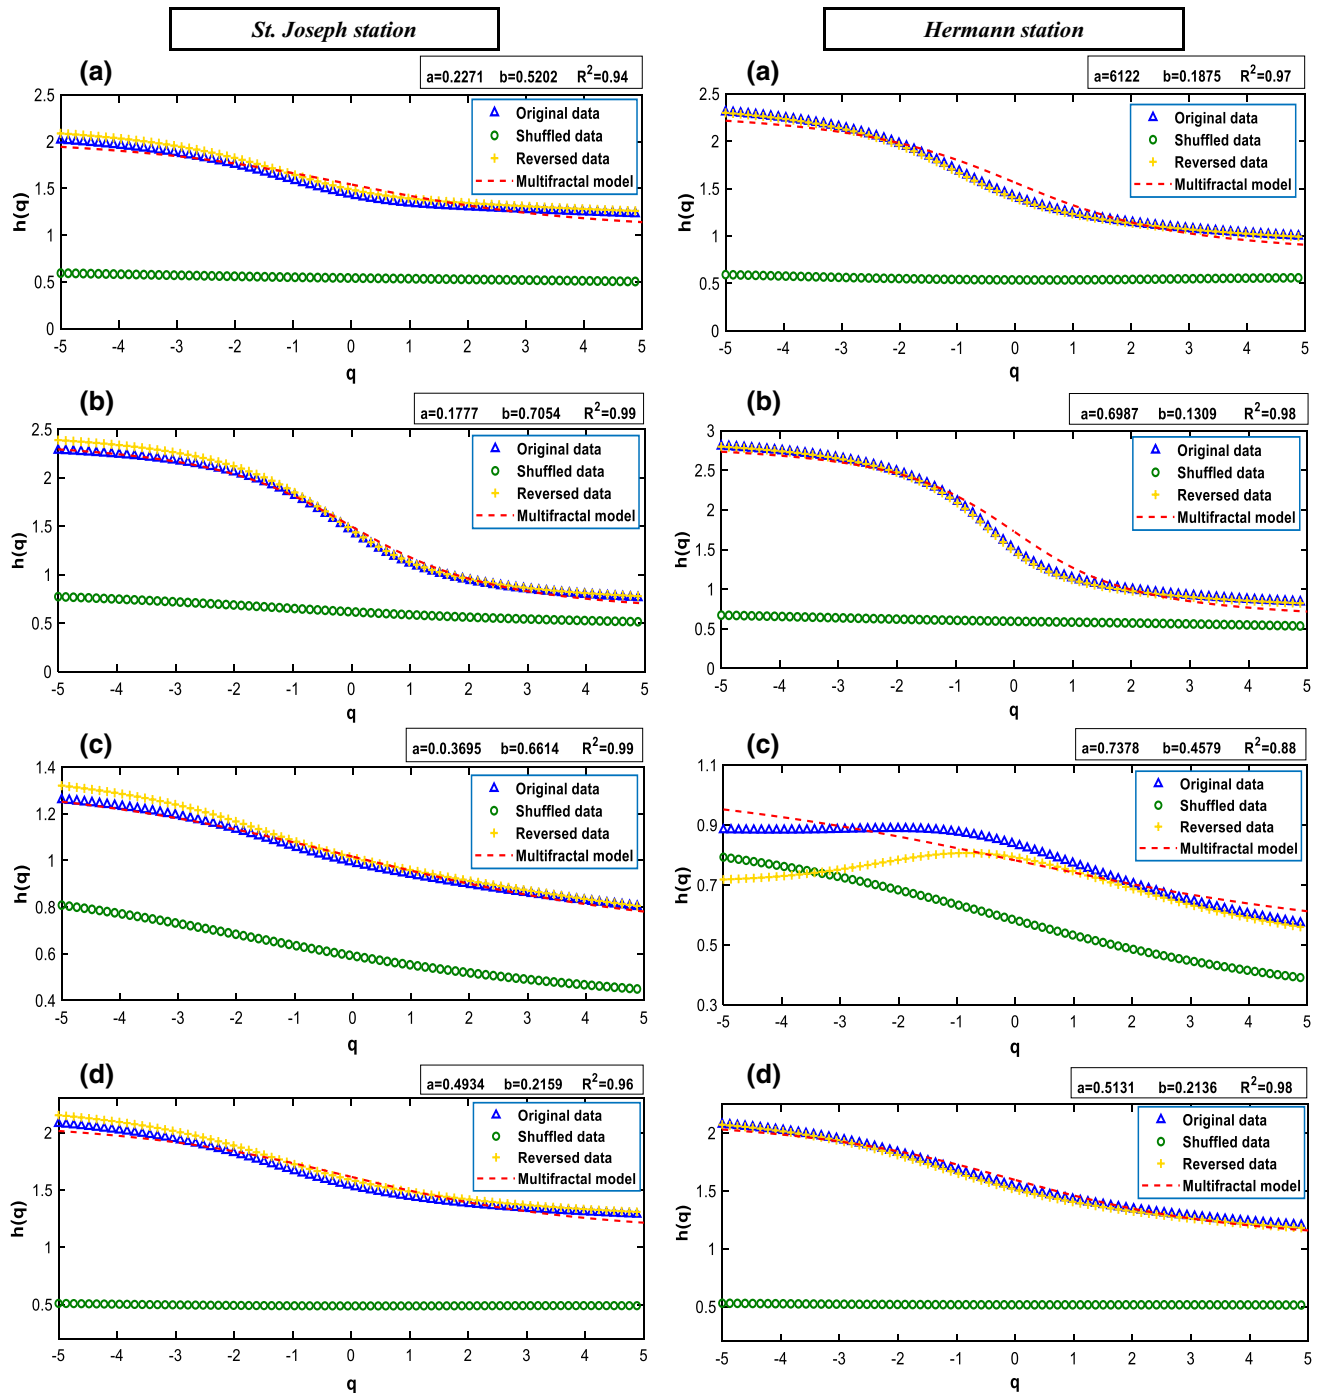 St. Joseph station
Hermann station
(a)
a=0.2271 b=0.5202 R2=0.94
2.5
2
1.5
1
0.5
0
h(q)
Original data
Shuffled data
Reversed data
Multifractal model
-5 -4 -3 -2 -1 0 1 2 3 4 5
q
(a)
a=6122 b=0.1875 R2=0.97
2.5
2
1.5
1
0.5
0
h(q)
Original data
Shuffled data
Reversed data
Multifractal model
-5 -4 -3 -2 -1 0 1 2 3 4 5
q
(b)
a=0.1777 b=0.7054 R2=0.99
2.5
2
1.5
1
0.5
0
h(q)
Original data
Shuffled data
Reversed data
Multifractal model
-5 -4 -3 -2 -1 0 1 2 3 4 5
q
(b)
a=0.6987 b=0.1309 R2=0.98
3
2.5
2
1.5
1
0.5
0
h(q)
Original data
Shuffled data
Reversed data
Multifractal model
-5 -4 -3 -2 -1 0 1 2 3 4 5
q
(c)
a=0.0.3695 b=0.6614 R2=0.99
1.4
1.2
1
0.8
0.6
0.4
h(q)
Original data
Shuffled data
Reversed data
Multifractal model
-5 -4 -3 -2 -1 0 1 2 3 4 5
q
(c)
a=0.7378 b=0.4579 R2=0.88
1.1
0.9
0.7
0.5
0.3
h(q)
Original data
Shuffled data
Reversed data
Multifractal model
-5 -4 -3 -2 -1 0 1 2 3 4 5
q
(d)
a=0.4934 b=0.2159 R2=0.96
2
1.5
1
0.5
h(q)
Original data
Shuffled data
Reversed data
Multifractal model
-5 -4 -3 -2 -1 0 1 2 3 4 5
q
(d)
a=0.5131 b=0.2136 R2=0.98
2
1.5
1
0.5
h(q)
Original data
Shuffled data
Reversed data
Multifractal model
-5 -4 -3 -2 -1 0 1 2 3 4 5
q